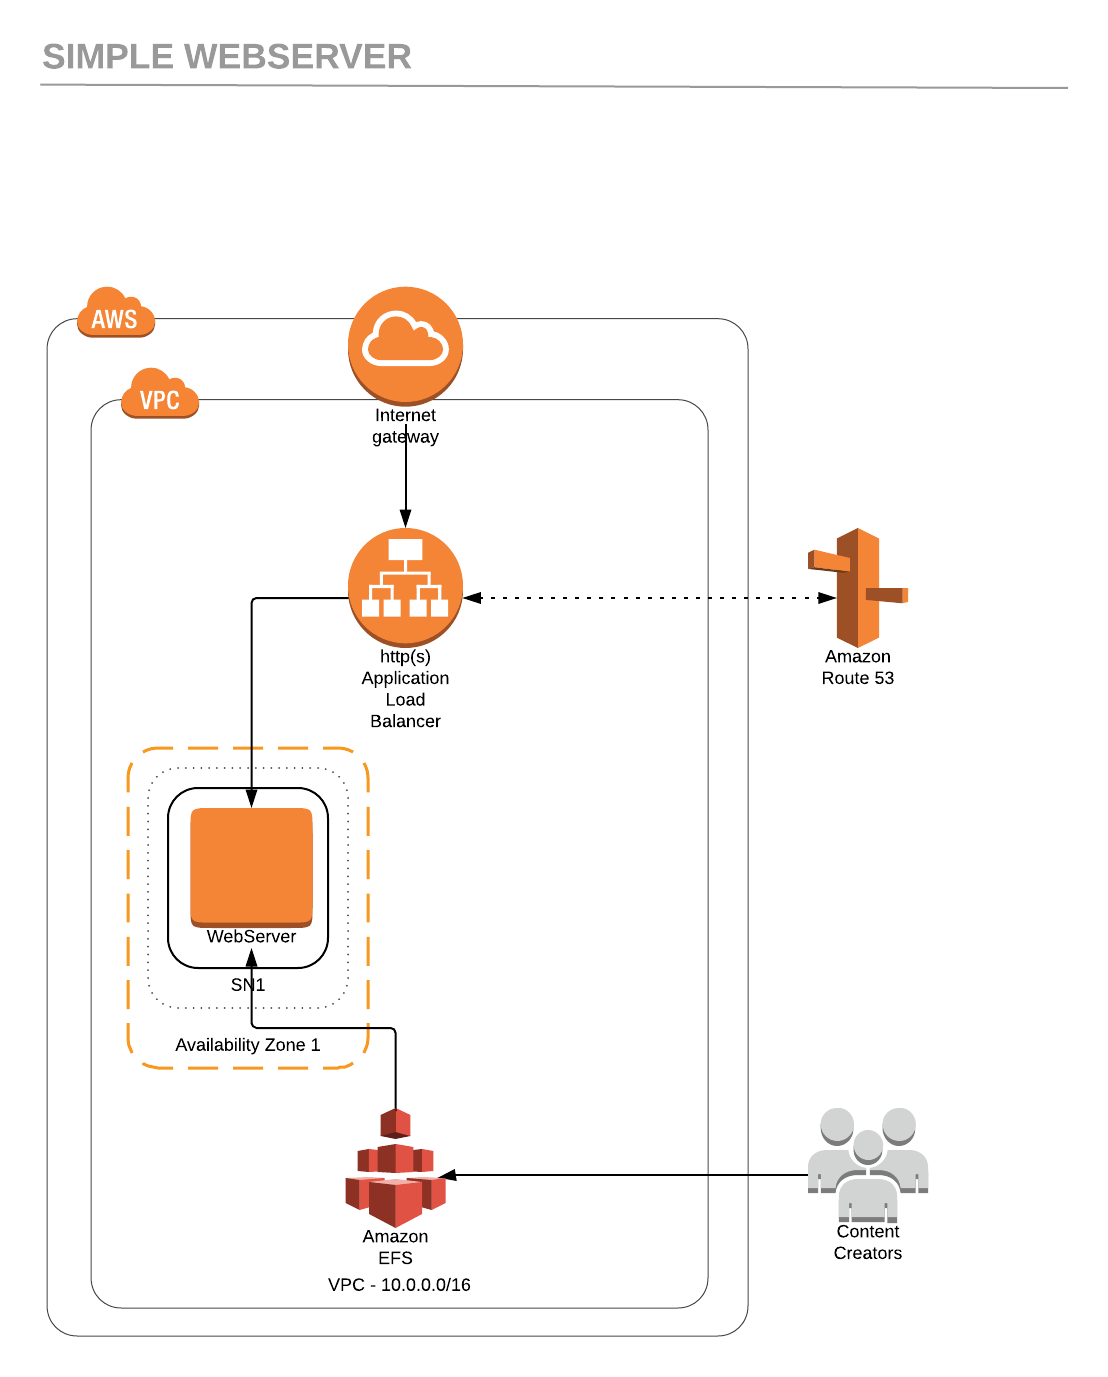 SIMPLE WEBSERVER
AWS
VPC
Internet
gateway
http(s)
Application
Load
Balancer
Amazon
Route 53
WebServer
SN1
Availability Zone 1
Amazon
EFS
VPC - 10.0.0.0/16
Content
Creators